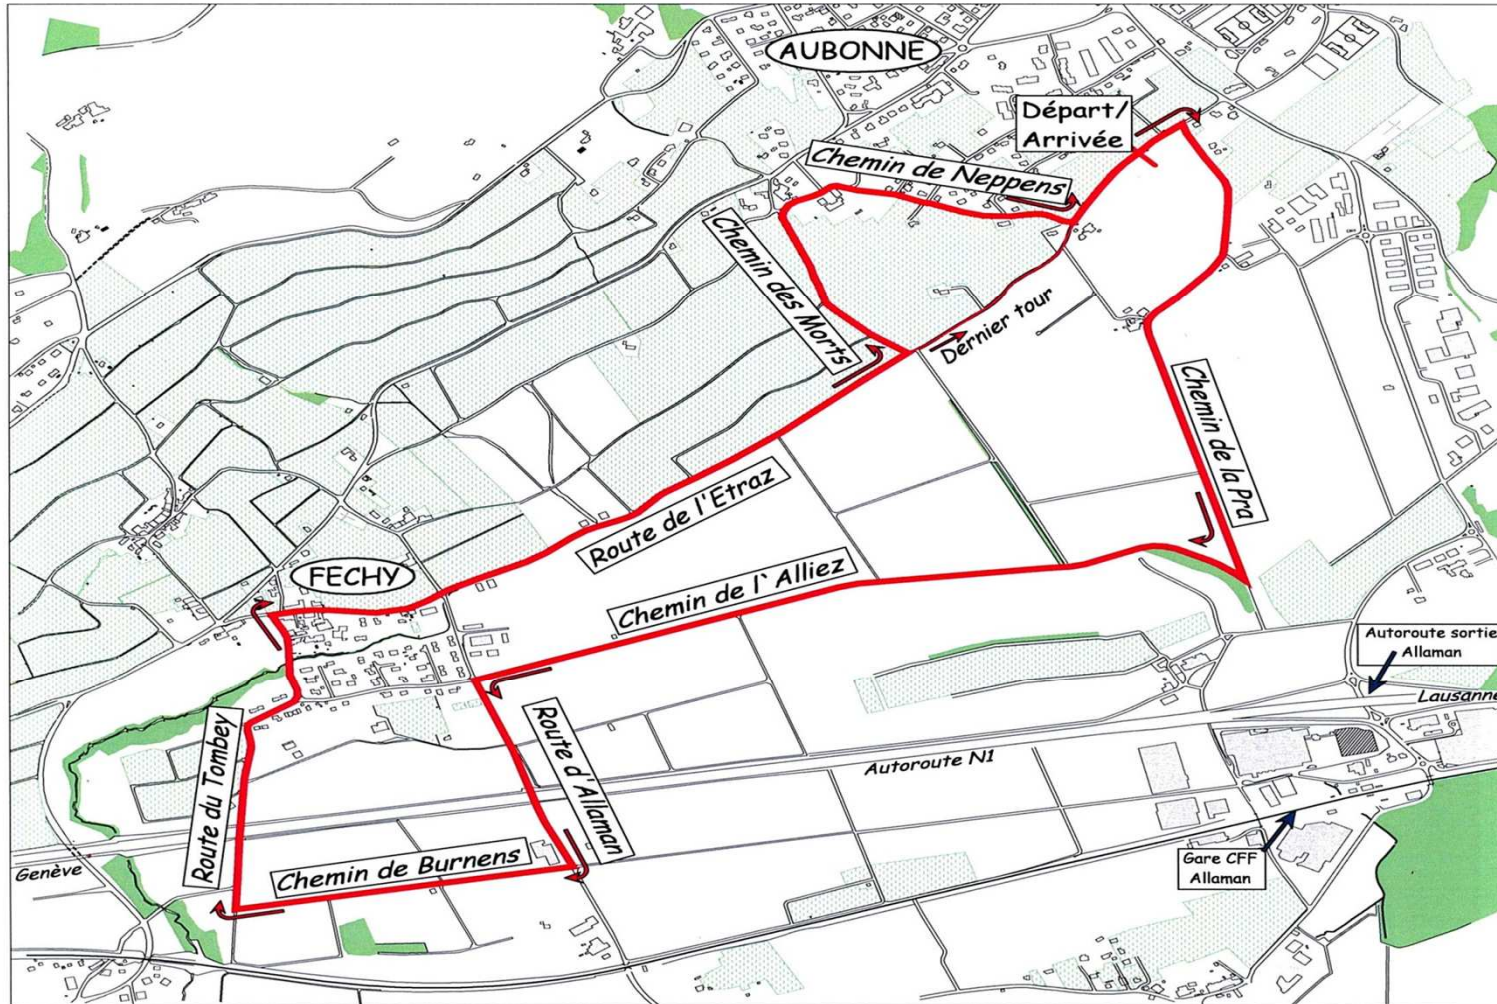 AUBONNE
Départ/
Arrivée
Chemin de Neppens
Chemin des Morts
Dernier tour
Chemin de la Pra
Route de l'Etraz
FECHY
Chemin de l`Alliez
Autoroute sortie
Allaman
Lausanne
Route du Tombey
Route d'Allaman
Autoroute N1
Chemin de Burnens
Genève
Gare CFF
Allaman